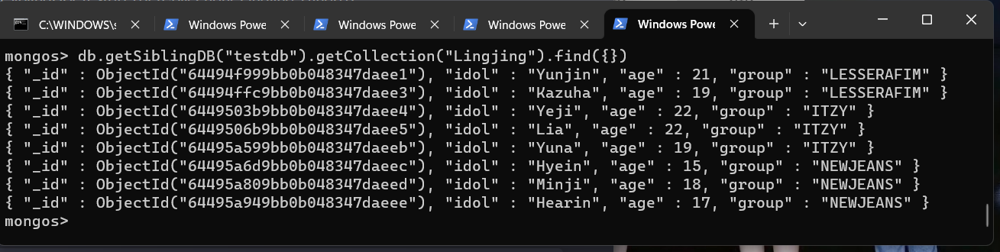 C:\WINDOWS\s
Windows Powe
Windows Powe
Windows Powe
Windows Powe
mongos> db.getSiblingDB("testdb").getCollection("Lingjing").find({})
{ "_id" : ObjectId("64494f999bb0b048347daee1"), "idol" : "Yunjin", "age" : 21, "group" : "LESSERAFIM" }
{ "_id" : ObjectId("64494ffc9bb0b048347daee3"), "idol" : "Kazuha", "age" : 19, "group" : "LESSERAFIM" }
{ "_id" : ObjectId("6449503b9bb0b048347daee4"), "idol" : "Yeji", "age" : 22, "group" : "ITZY" }
{ "_id" : ObjectId("6449506b9bb0b048347daee5"), "idol" : "Lia", "age" : 22, "group" : "ITZY" }
{ "_id" : ObjectId("64495a599bb0b048347daeeb"), "idol" : "Yuna", "age" : 19, "group" : "ITZY" }
{ "_id" : ObjectId("64495a6d9bb0b048347daeec"), "idol" : "Hyein", "age" : 15, "group" : "NEWJEANS" }
{ "_id" : ObjectId("64495a809bb0b048347daeed"), "idol" : "Minji", "age" : 18, "group" : "NEWJEANS" }
{ "_id" : ObjectId("64495a949bb0b048347daeee"), "idol" : "Hearin", "age" : 17, "group" : "NEWJEANS" }
mongos>